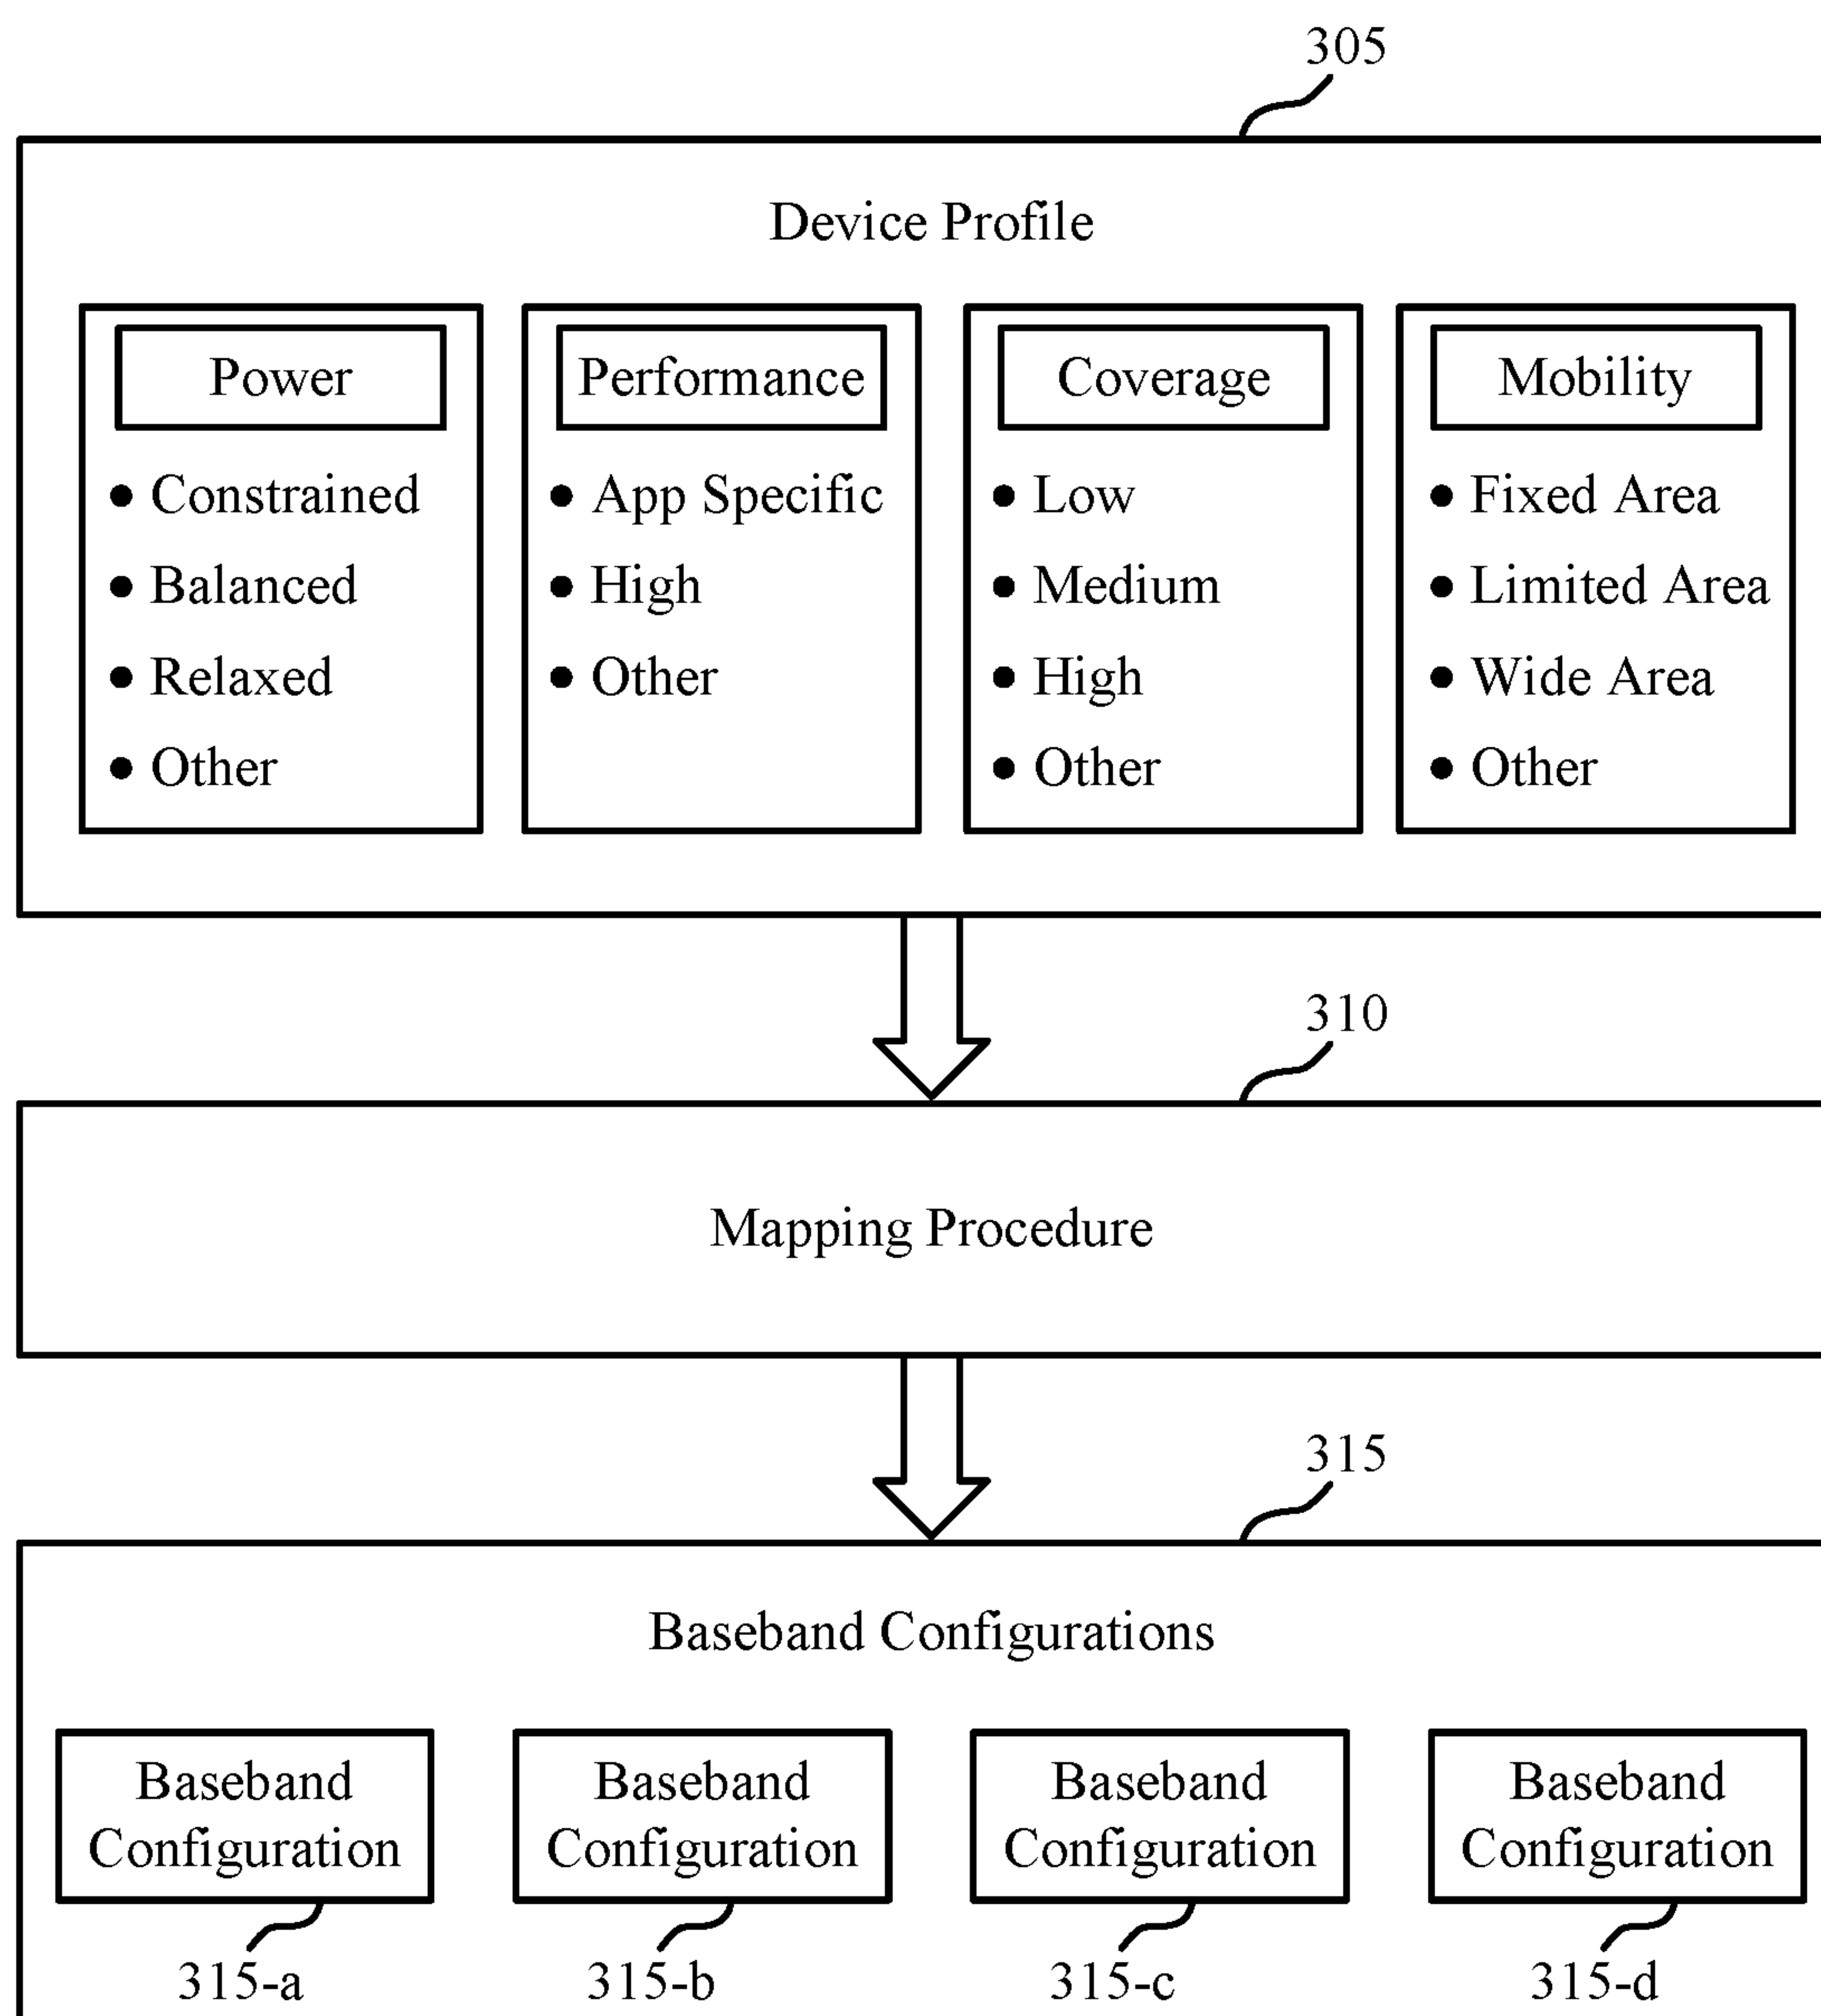 305
Device Profile
Power
• Constrained
• Balanced
• Relaxed
• Other
Performance
• App Specific
• High
• Other
Coverage
• Low
• Medium
• High
• Other
Mobility
• Fixed Area
• Limited Area
• Wide Area
• Other
310
Mapping Procedure
315
Baseband Configurations
Baseband
Configuration
315-a
Baseband
Configuration
315-b
Baseband
Configuration
315-c
Baseband
Configuration
315-d